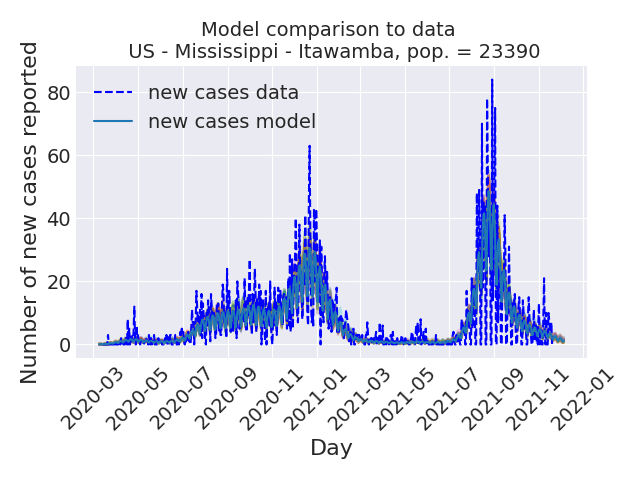 Model comparison to data
US - Mississippi - Itawamba, pop. = 23390
Number of new cases reported
80
60
40
20
0
new cases data
new cases model
2020-03
2020-05
2020-07
2020-09
2020-11
2021-01
2021-03
2021-05
2021-07
2021-09
2021-11
2022-01
Day